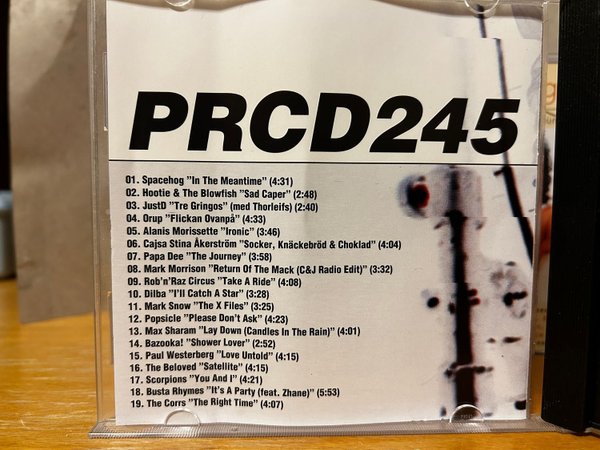 PRCD245
01. Spacehog "In The Meantime" (4:31)
02. Hootie & The Blowfish "Sad Caper" (2:48)
03. JustD "Tre Gringos" (med Thorleifs) (2:40)
04. Orup "Flickan Ovanpå" (4:33)
05. Alanis Morissette "Ironic" (3:46)
06. Cajsa Stina Åkerström "Socker, Knäckebröd & Choklad" (4:04)
07. Papa Dee "The Journey" (3:58)
08. Mark Morrison "Return Of The Mack (C&J Radio Edit)" (3:32)
09. Rob'n'Raz Circus "Take A Ride" (4:08)
10. Dilba "I'll Catch A Star" (3:28)
11. Mark Snow "The X Files" (3:25)
12. Popsicle "Please Don't Ask" (4:23)
13. Max Sharam "Lay Down (Candles In The Rain)" (4:01)
14. Bazooka! "Shower Lover" (2:52)
15. Paul Westerberg "Love Untold" (4:15)
16. The Beloved "Satellite" (4:15)
17. Scorpions "You And I" (4:21)
18. Busta Rhymes "It's A Party (feat. Zhane)" (5:53)
19. The Corrs "The Right Time" (4:07)